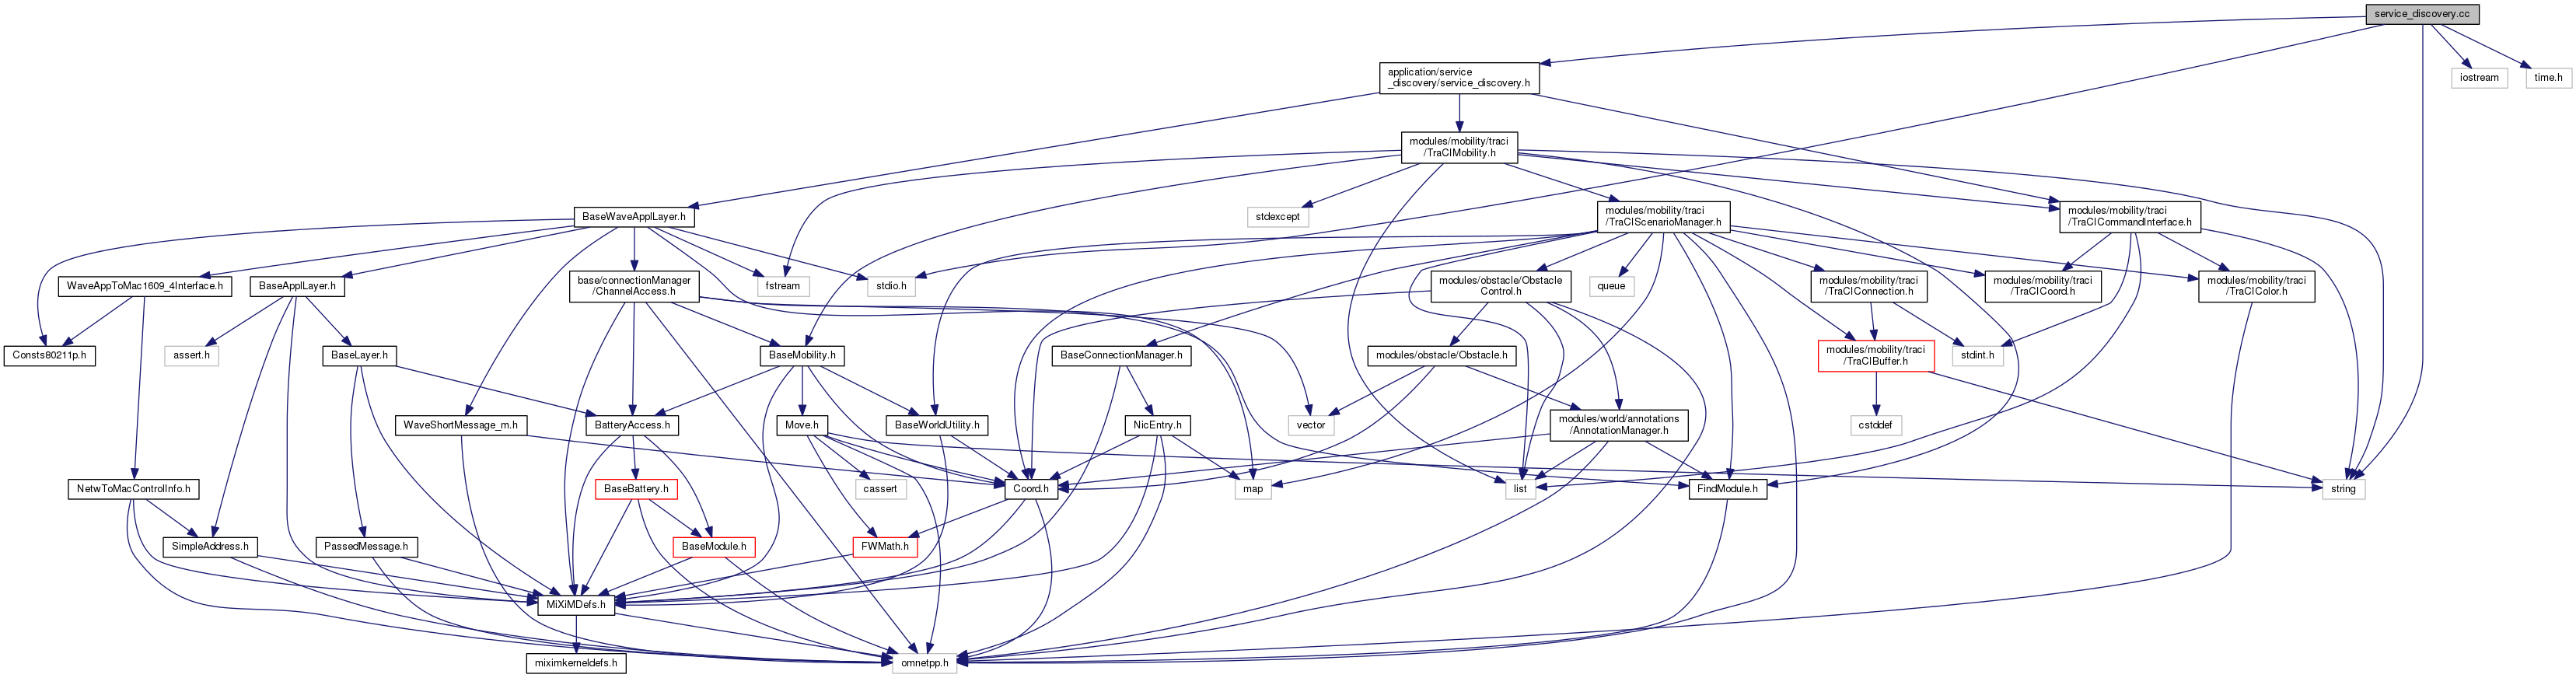 service_discovery.cc
application/service
_discovery/service_discovery.h
iostream
time.h
modules/mobility/traci
/TraCIMobility.h
BaseWaveApplLayer.h
stdexcept
modules/mobility/traci
/TraCIScenarioManager.h
modules/mobility/traci
/TraCICommandInterface.h
WaveAppToMac1609_4Interface.h
BaseApplLayer.h
base/connectionManager
/ChannelAccess.h
fstream
stdio.h
modules/obstacle/Obstacle
Control.h
queue
modules/mobility/traci
/TraCIConnection.h
modules/mobility/traci
/TraCICoord.h
modules/mobility/traci
/TraCIColor.h
Consts80211p.h
assert.h
BaseLayer.h
BaseMobility.h
BaseConnectionManager.h
modules/obstacle/Obstacle.h
modules/mobility/traci
/TraCIBuffer.h
stdint.h
WaveShortMessage_m.h
BatteryAccess.h
Move.h
BaseWorldUtility.h
NicEntry.h
vector
modules/world/annotations
/AnnotationManager.h
cstddef
NetwToMacControlInfo.h
BaseBattery.h
cassert
Coord.h
map
list
FindModule.h
string
SimpleAddress.h
PassedMessage.h
BaseModule.h
FWMath.h
MiXiMDefs.h
miximkerneldefs.h
omnetpp.h